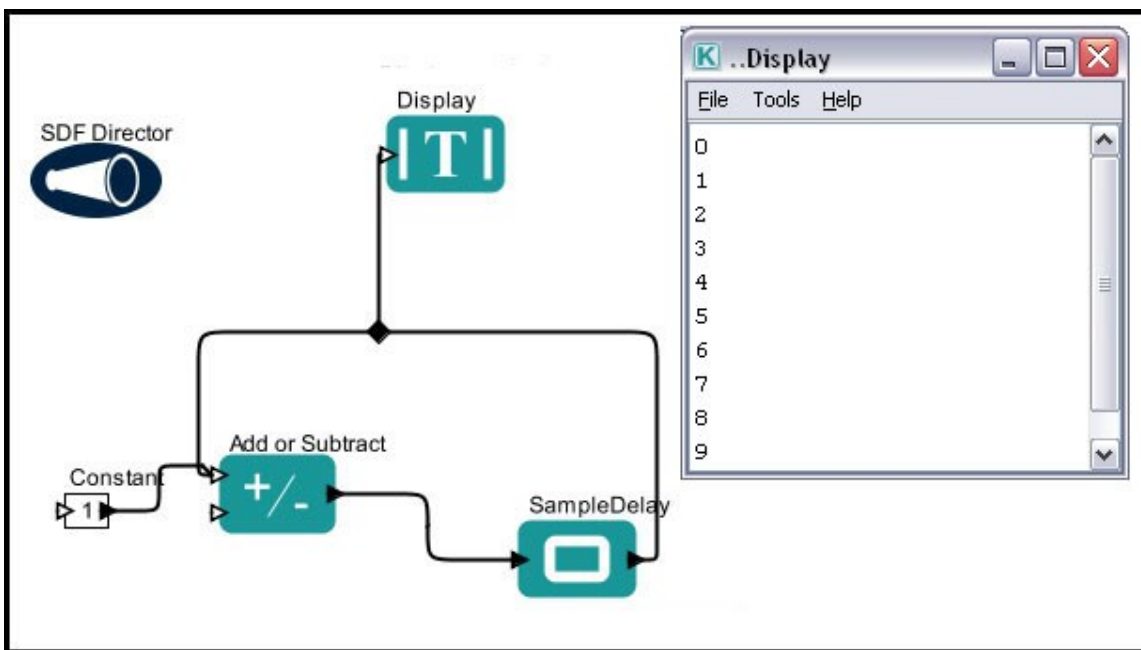 SDF Director
Display
Constant
1
Add or Subtract
+/-
SampleDelay
T
K ..Display
File Tools Help
0
1
2
3
4
5
6
7
8
9